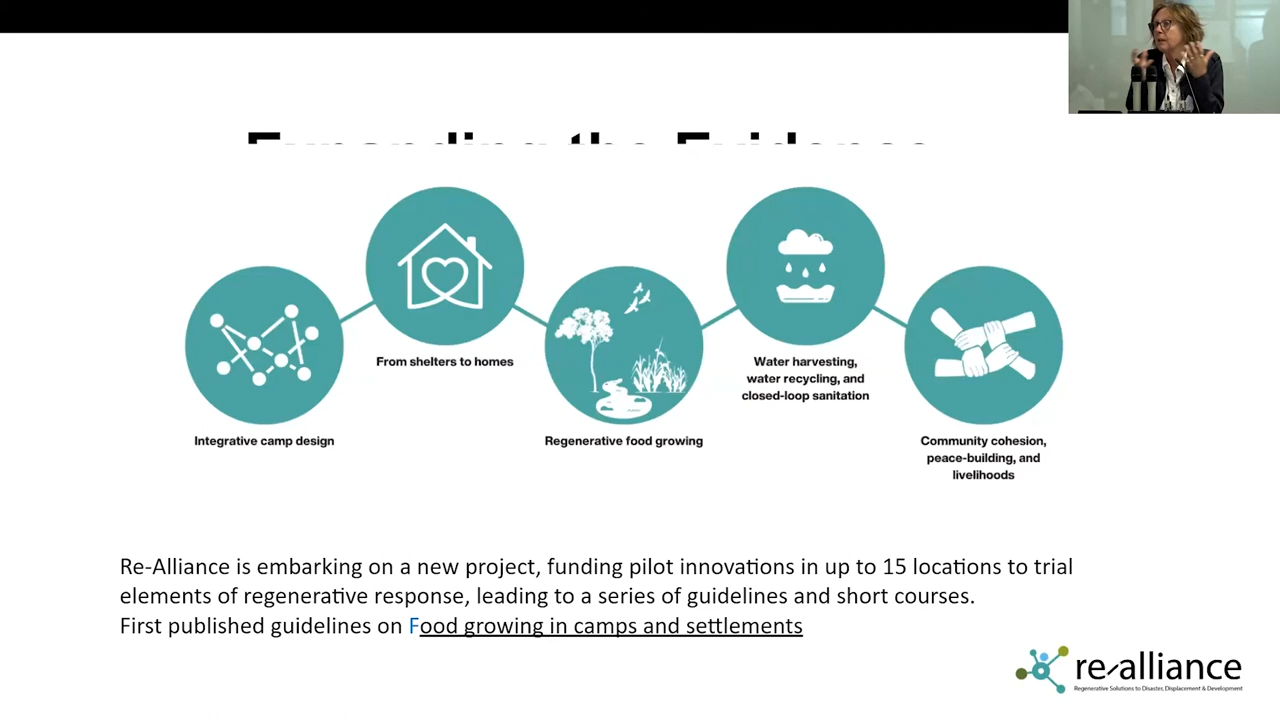 Expanding the Evidence
Integrative camp design
From shelters to homes
Regenerative food growing
Water harvesting,
water recycling, and
closed-loop sanitation
Community cohesion,
peace-building, and
livelihoods
Re-Alliance is embarking on a new project, funding pilot innovations in up to 15 locations to trial
elements of regenerative response, leading to a series of guidelines and short courses.
First published guidelines on Food growing in camps and settlements
re-alliance
Regenerative Solutions to Disaster, Displacement & Development